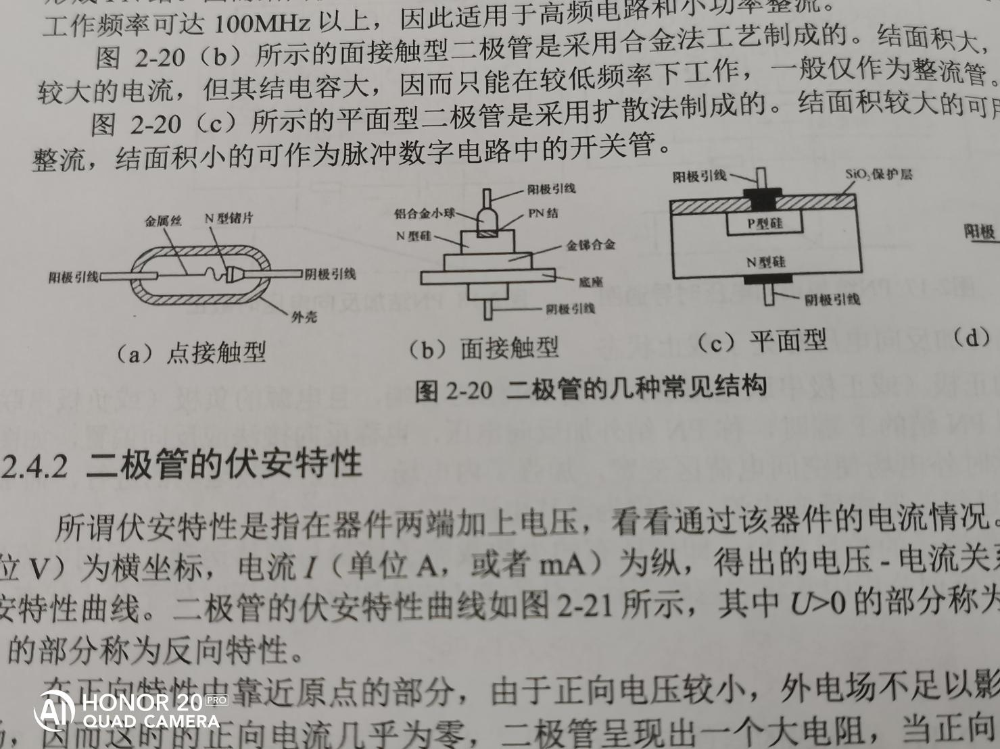 工作频率可达 100MHz 以上，因此适用于高频电路和小功率整流。
图 2-20（b）所示的面接触型二极管是采用合金法工艺制成的。结面积大，
较大的电流，但其结电容大，因而只能在较低频率下工作，一般仅作为整流管。
图 2-20（c）所示的平面型二极管是采用扩散法制成的。结面积较大的可用
整流，结面积小的可作为脉冲数字电路中的开关管。
金属丝
N 型锗片
阳极引线
阴极引线
外壳
（a）点接触型
阳极引线
铝合金小球
PN 结
N 型硅
金锑合金
底座
阴极引线
（b）面接触型
阳极引线
SiO₂保护层
P型硅
N 型硅
阴极引线
（c）平面型
阳极
（d）
图 2-20 二极管的几种常见结构
2.4.2 二极管的伏安特性
所谓伏安特性是指在器件两端加上电压，看看通过该器件的电流情况。
位 V）为横坐标，电流 I（单位 A，或者 mA）为纵，得出的电压 - 电流关系
安特性曲线。二极管的伏安特性曲线如图 2-21 所示，其中 U>0 的部分称为
的部分称为反向特性。
在正向特性中靠近原点的部分，由于正向电压较小，外电场不足以影
场，因而这时的正向电流几乎为零，二极管呈现出一个大电阻，当正向
AI HONOR 20 PRO
QUAD CAMERA